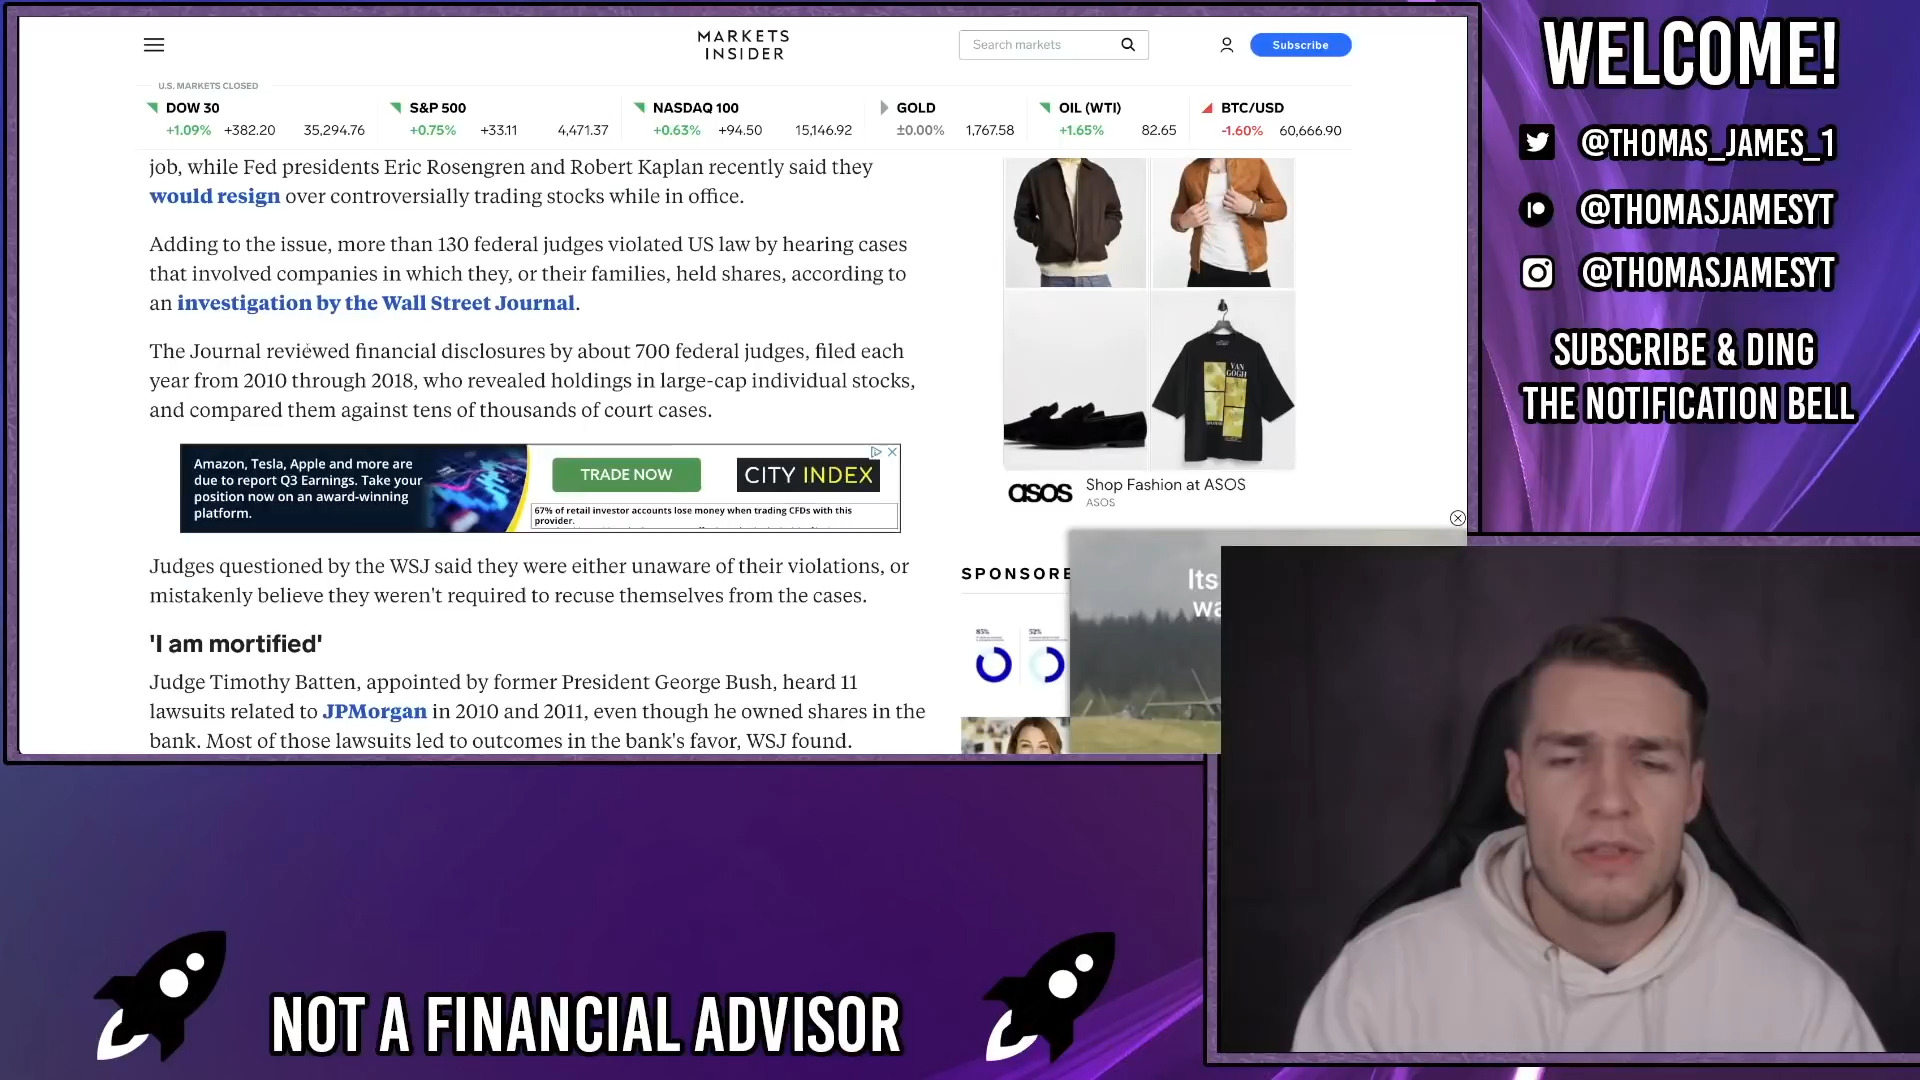 MARKETS
INSIDER
Search markets
Subscribe
U.S. MARKETS CLOSED
DOW 30
+1.09% +382.20 35,294.76
S&P 500
+0.75% +33.11 4,471.37
NASDAQ 100
+0.63% +94.50 15,146.92
GOLD
±0.00% 1,767.58
OIL (WTI)
+1.65% 82.65
BTC/USD
-1.60% 60,666.90
job, while Fed presidents Eric Rosengren and Robert Kaplan recently said they
would resign over controversially trading stocks while in office.
Adding to the issue, more than 130 federal judges violated US law by hearing cases
that involved companies in which they, or their families, held shares, according to
an investigation by the Wall Street Journal.
The Journal reviewed financial disclosures by about 700 federal judges, filed each
year from 2010 through 2018, who revealed holdings in large-cap individual stocks,
and compared them against tens of thousands of court cases.
Amazon, Tesla, Apple and more are
due to report Q3 Earnings. Take your
position now on an award-winning
platform.
TRADE NOW
CITY INDEX
67% of retail investor accounts lose money when trading CFDs with this
provider.
Judges questioned by the WSJ said they were either unaware of their violations, or
mistakenly believe they weren't required to recuse themselves from the cases.
'I am mortified'
Judge Timothy Batten, appointed by former President George Bush, heard 11
lawsuits related to JPMorgan in 2010 and 2011, even though he owned shares in the
bank. Most of those lawsuits led to outcomes in the bank's favor, WSJ found.
VAN
GOGH
asos
Shop Fashion at ASOS
ASOS
SPONSORE
Its
wa
85%
52%
WELCOME!
@THOMAS_JAMES_1
@THOMASJAMESYT
@THOMASJAMESYT
SUBSCRIBE & DING
THE NOTIFICATION BELL
NOT A FINANCIAL ADVISOR